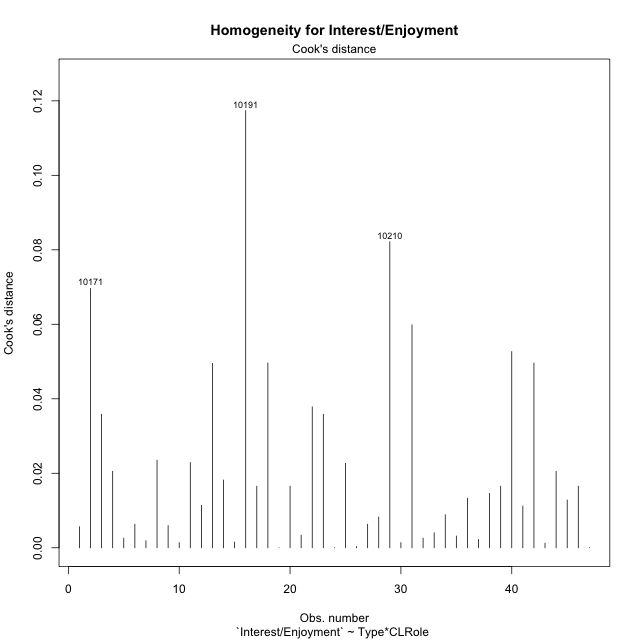 Homogeneity for Interest/Enjoyment
Cook's distance
Cook's distance
0.12
0.10
0.08
0.06
0.04
0.02
0.00
10191
10210
10171
0 10 20 30 40
Obs. number
`Interest/Enjoyment` ~ Type*CLRole